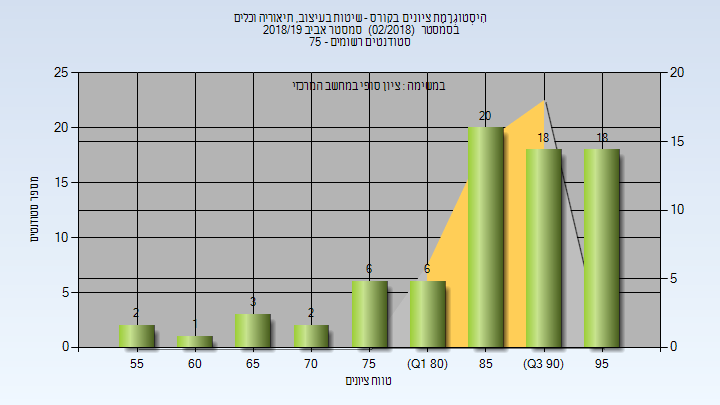 היסטוגרמת ציונים בקורס - שיטות בעיצוב, תיאוריה וכלים
בסמסטר (02/2018) סמסטר אביב 2018/19
סטודנטים רשומים - 75
במשימה : ציון סופי במחשב המרכזי
25 20
20 15
15 10
10 5
5 0
0
מספר סטודנטים
2 1 3 2 6 6 20 18 18
55 60 65 70 75 (Q1 80) 85 (Q3 90) 95
טווח ציונים